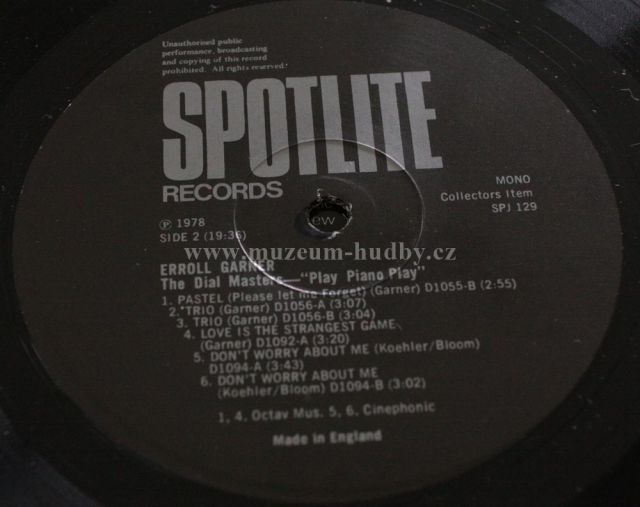 Unauthorised public
performance, broadcasting
and copying of this record
prohibited. All rights reserved.
SPOTLITE
RECORDS
MONO
Collectors Item
SPJ 129
℗ 1978
SIDE 2 (19:36)
www.muzeum-hudby.cz
ERROLL GARNER
The Dial Masters—"Play Piano Play"
1. PASTEL (Please let me Forget) (Garner) D1055-B (2:55)
2. TRIO (Garner) D1056-A (3:07)
3. TRIO (Garner) D1056-B (3:04)
4. LOVE IS THE STRANGEST GAME
(Garner) D1092-A (3:20)
5. DON'T WORRY ABOUT ME (Koehler/Bloom)
D1094-A (3:43)
6. DON'T WORRY ABOUT ME
(Koehler/Bloom) D1094-B (3:02)
1, 4. Octav Mus. 5, 6. Cinephonic
Made in England